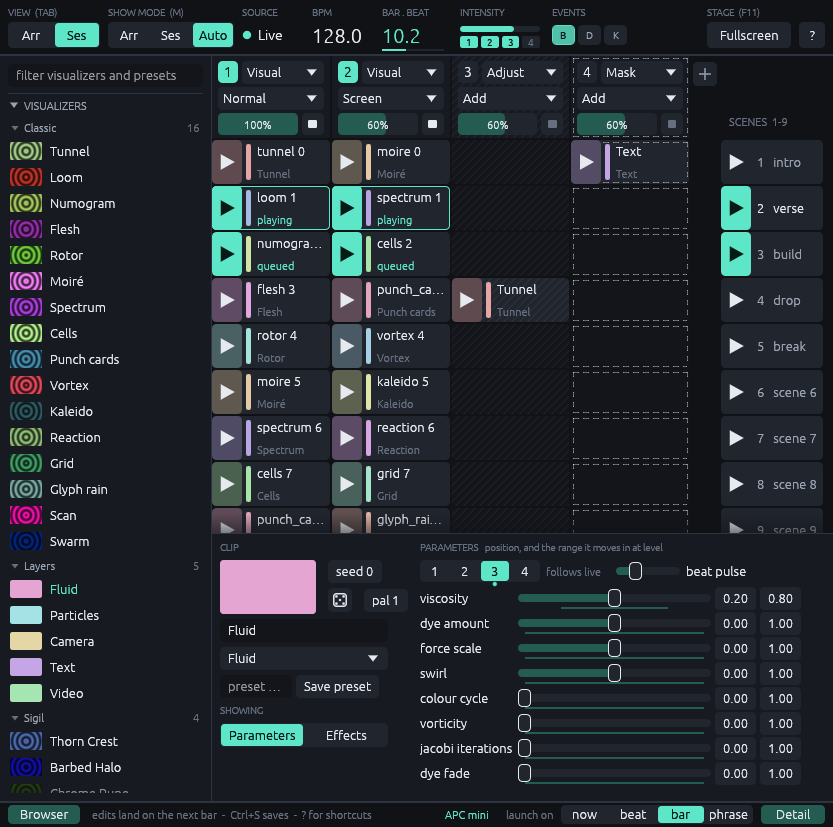 VIEW (TAB) SHOW MODE (M) SOURCE BPM BAR . BEAT INTENSITY EVENTS STAGE (F11)
Arr Ses Arr Ses Auto Live 128.0 10.2 1 2 3 4 B D K Fullscreen ?
filter visualizers and presets
VISUALIZERS
Classic 16
Tunnel
Loom
Numogram
Flesh
Rotor
Moiré
Spectrum
Cells
Punch cards
Vortex
Kaleido
Reaction
Grid
Glyph rain
Scan
Swarm
Layers 5
Fluid
Particles
Camera
Text
Video
Sigil 4
Thorn Crest
Barbed Halo
Chrome Rune
1 Visual 2 Visual 3 Adjust 4 Mask +
Normal Screen Add Add
100% 60% 60% 60%
SCENES 1-9
tunnel 0 moire 0 Text 1 intro
Tunnel Moiré Text
loom 1 spectrum 1 2 verse
playing playing
numogra... cells 2 3 build
queued queued
flesh 3 punch_ca... Tunnel 4 drop
Flesh Punch cards Tunnel
rotor 4 vortex 4 5 break
Rotor Vortex
moire 5 kaleido 5 6 scene 6
Moiré Kaleido
spectrum 6 reaction 6 7 scene 7
Spectrum Reaction
cells 7 grid 7 8 scene 8
Cells Grid
punch_ca... glyph_rai... 9 scene 9
CLIP
seed 0
pal 1
Fluid
Fluid
preset ... Save preset
SHOWING
Parameters Effects
PARAMETERS position, and the range it moves in at level
1 2 3 4 follows live beat pulse
viscosity 0.20 0.80
dye amount 0.00 1.00
force scale 0.00 1.00
swirl 0.00 1.00
colour cycle 0.00 1.00
vorticity 0.00 1.00
jacobi iterations 0.00 1.00
dye fade 0.00 1.00
Browser edits land on the next bar - Ctrl+S saves - ? for shortcuts APC mini launch on now beat bar phrase Detail